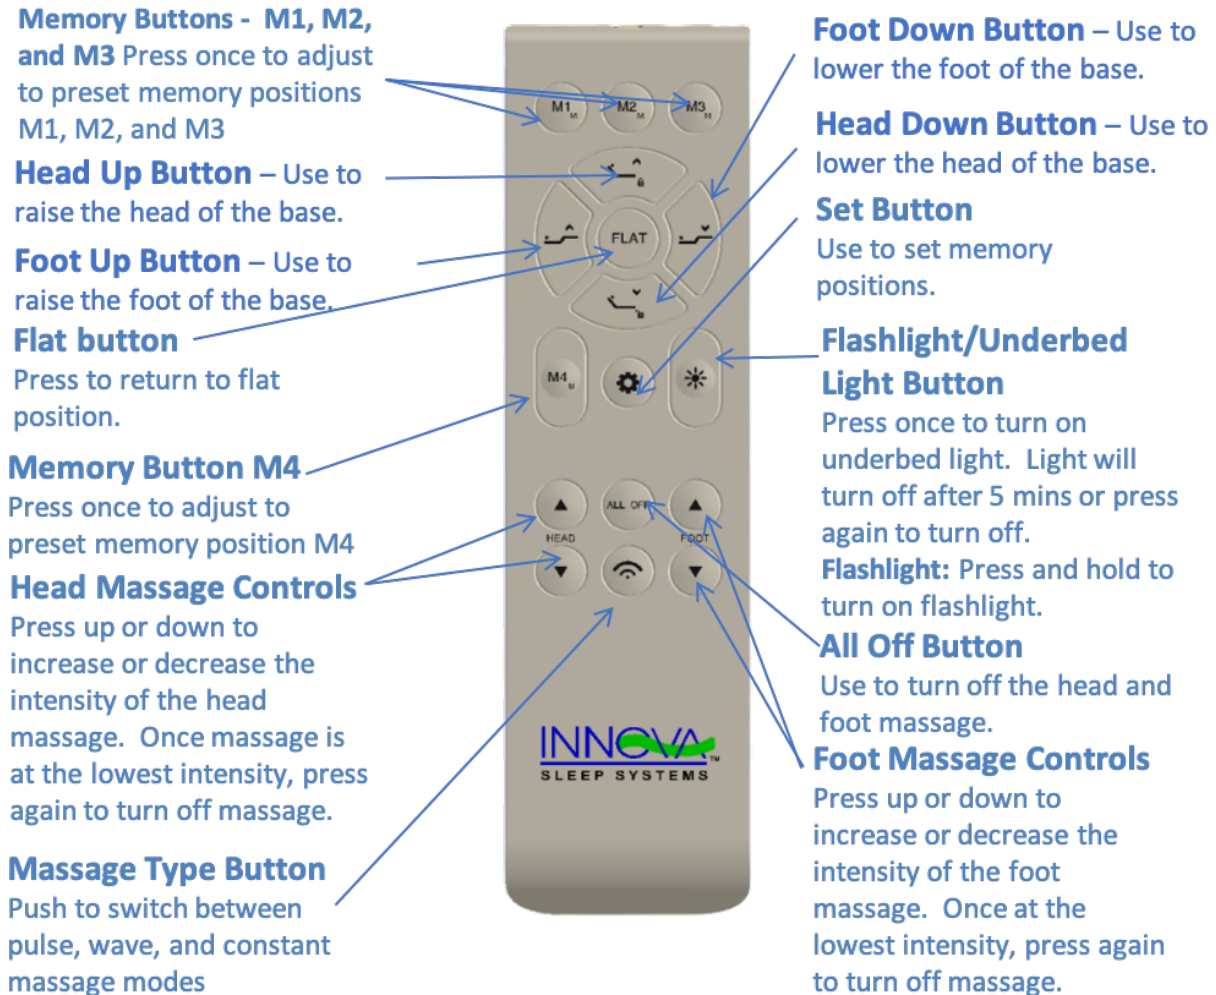 Memory Buttons - M1, M2,
and M3 Press once to adjust
to preset memory positions
M1, M2, and M3
Head Up Button – Use to
raise the head of the base.
Foot Up Button – Use to
raise the foot of the base.
Flat button
Press to return to flat
position.
Memory Button M4
Press once to adjust to
preset memory position M4
Head Massage Controls
Press up or down to
increase or decrease the
intensity of the head
massage. Once massage is
at the lowest intensity, press
again to turn off massage.
Massage Type Button
Push to switch between
pulse, wave, and constant
massage modes
M1 M
M2 M
M3 M
FLAT
M4 M
ALL OFF
HEAD
FOOT
INNOVA™
SLEEP SYSTEMS
Foot Down Button – Use to
lower the foot of the base.
Head Down Button – Use to
lower the head of the base.
Set Button
Use to set memory
positions.
Flashlight/Underbed
Light Button
Press once to turn on
underbed light. Light will
turn off after 5 mins or press
again to turn off.
Flashlight: Press and hold to
turn on flashlight.
All Off Button
Use to turn off the head and
foot massage.
Foot Massage Controls
Press up or down to
increase or decrease the
intensity of the foot
massage. Once at the
lowest intensity, press again
to turn off massage.